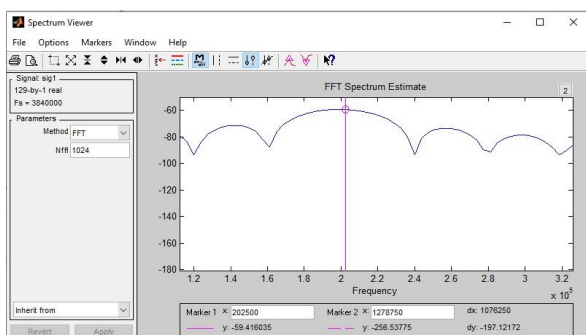 Spectrum Viewer
File Options Markers Window Help
Signal: sig1
129-by-1 real
Fs = 3840000
Parameters
Method FFT
Nfft 1024
Inherit from
Revert Apply
FFT Spectrum Estimate
2
-60
-80
-100
-120
-140
-160
-180
1.2 1.4 1.6 1.8 2 2.2 2.4 2.6 2.8 3 3.2
Frequency
x 10⁵
Marker 1 x: 202500 Marker 2 x: 1278750 dx: 1076250
y: -59.416035 y: -256.53775 dy: -197.12172